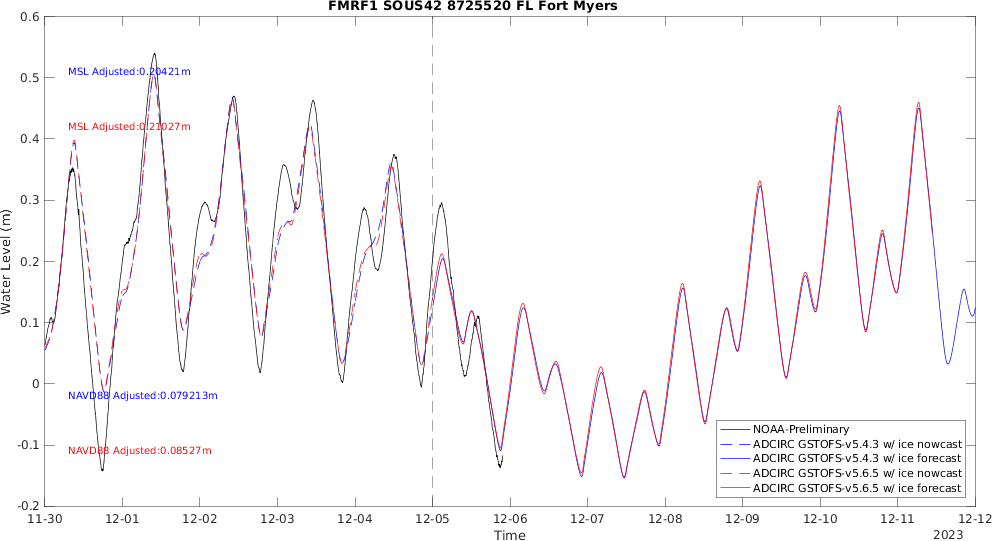 FMRF1 SOUS42 8725520 FL Fort Myers
0.6
0.5
0.4
0.3
0.2
0.1
0
-0.1
-0.2
Water Level (m)
MSL Adjusted:0.20421m
MSL Adjusted:0.21027m
NAVD88 Adjusted:0.079213m
NAVD88 Adjusted:0.08527m
NOAA-Preliminary
ADCIRC GSTOFS-v5.4.3 w/ ice nowcast
ADCIRC GSTOFS-v5.4.3 w/ ice forecast
ADCIRC GSTOFS-v5.6.5 w/ ice nowcast
ADCIRC GSTOFS-v5.6.5 w/ ice forecast
11-30 12-01 12-02 12-03 12-04 12-05 12-06 12-07 12-08 12-09 12-10 12-11 12-12
Time
2023